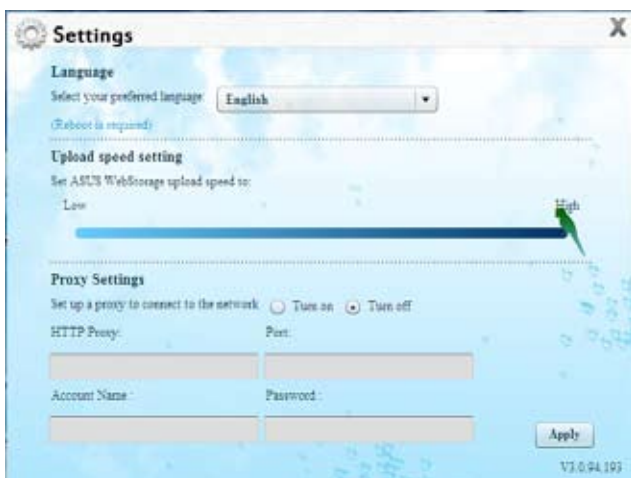 Settings
X
Language
Select your preferred language: English
(Reboot is required)
Upload speed setting
Set ASUS WebStorage upload speed to:
Low High
Proxy Settings
Set up a proxy to connect to the network Turn on Turn off
HTTP Proxy: Port:
Account Name : Password :
Apply
V3.0.94.193